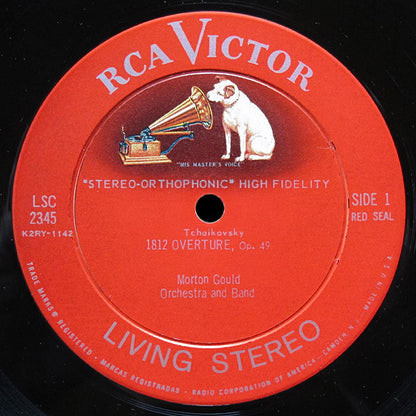 RCA VICTOR
"HIS MASTER'S VOICE"
"STEREO-ORTHOPHONIC" HIGH FIDELITY
LSC
2345
K2RY-1142
SIDE 1
RED SEAL
Tchaikovsky
1812 OVERTURE, Op. 49
Morton Gould
Orchestra and Band
LIVING STEREO
TRADE MARKS ® REGISTERED - MARCAS REGISTRADAS - RADIO CORPORATION OF AMERICA - CAMDEN, N.J. - MADE IN U.S.A.